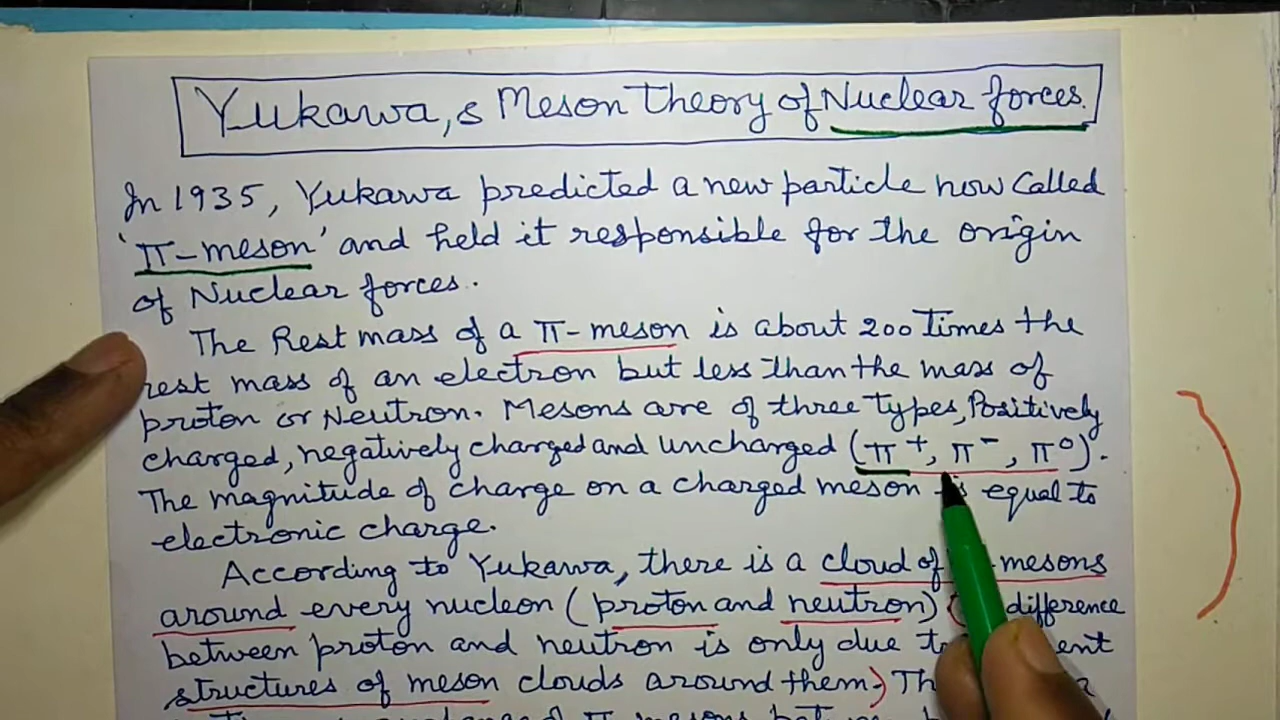 Yukawa,s Meson Theory of Nuclear forces.
In 1935, Yukawa predicted a new particle now called
'π-meson' and held it responsible for the origin
of Nuclear forces.
The Rest mass of a π-meson is about 200 Times the
rest mass of an electron but less than the mass of
proton or Neutron. Mesons are of three types, Positively
charged, negatively charged and uncharged (π⁺, π⁻, π⁰).
The magnitude of charge on a charged meson is equal to
electronic charge.
According to Yukawa, there is a cloud of mesons
around every nucleon (proton and neutron) ( difference
between proton and neutron is only due to
structures of meson clouds around them)